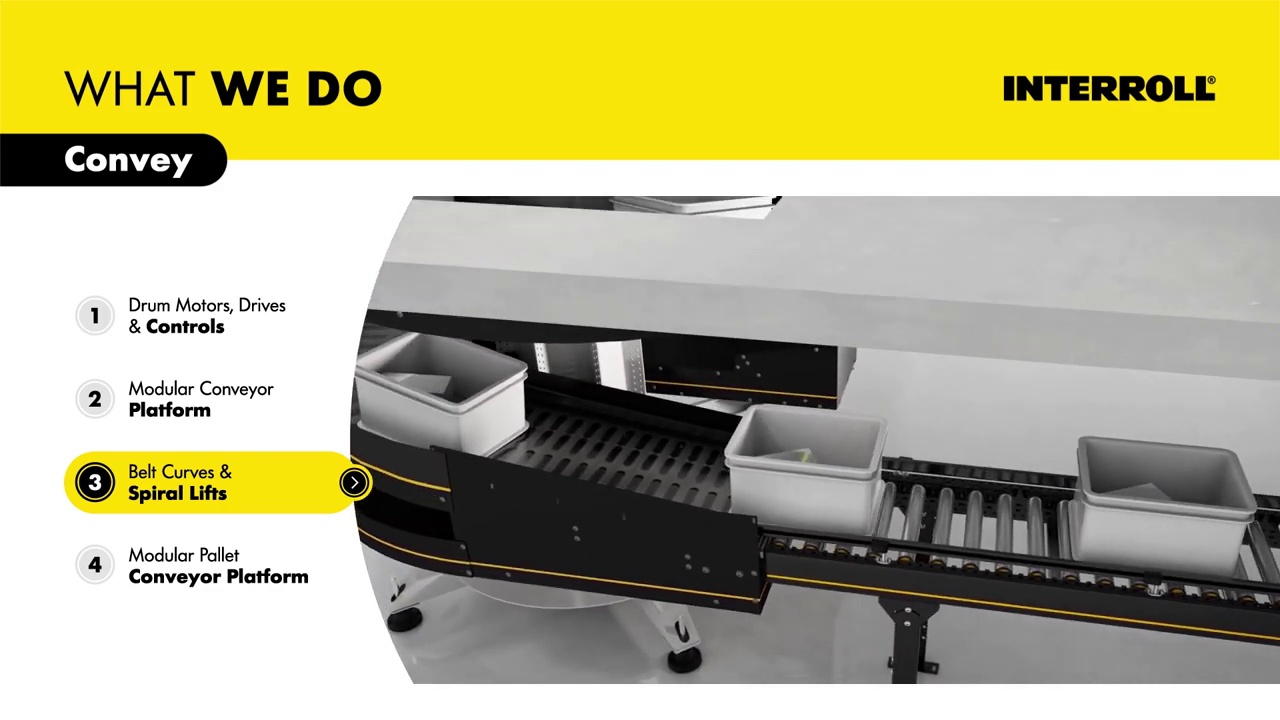 WHAT WE DO
INTERROLL®
Convey
1
Drum Motors, Drives
& Controls
2
Modular Conveyor
Platform
3
Belt Curves &
Spiral Lifts
4
Modular Pallet
Conveyor Platform